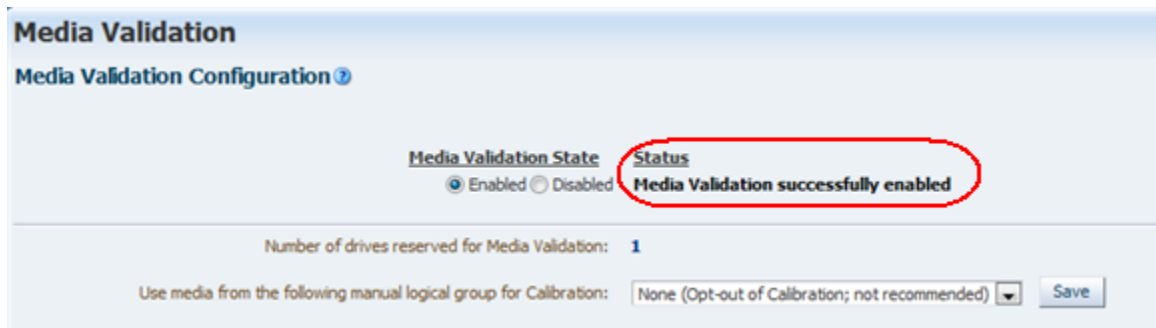 Media Validation
Media Validation Configuration
Media Validation State Status
Enabled Disabled Media Validation successfully enabled
Number of drives reserved for Media Validation: 1
Use media from the following manual logical group for Calibration: None (Opt-out of Calibration; not recommended) Save